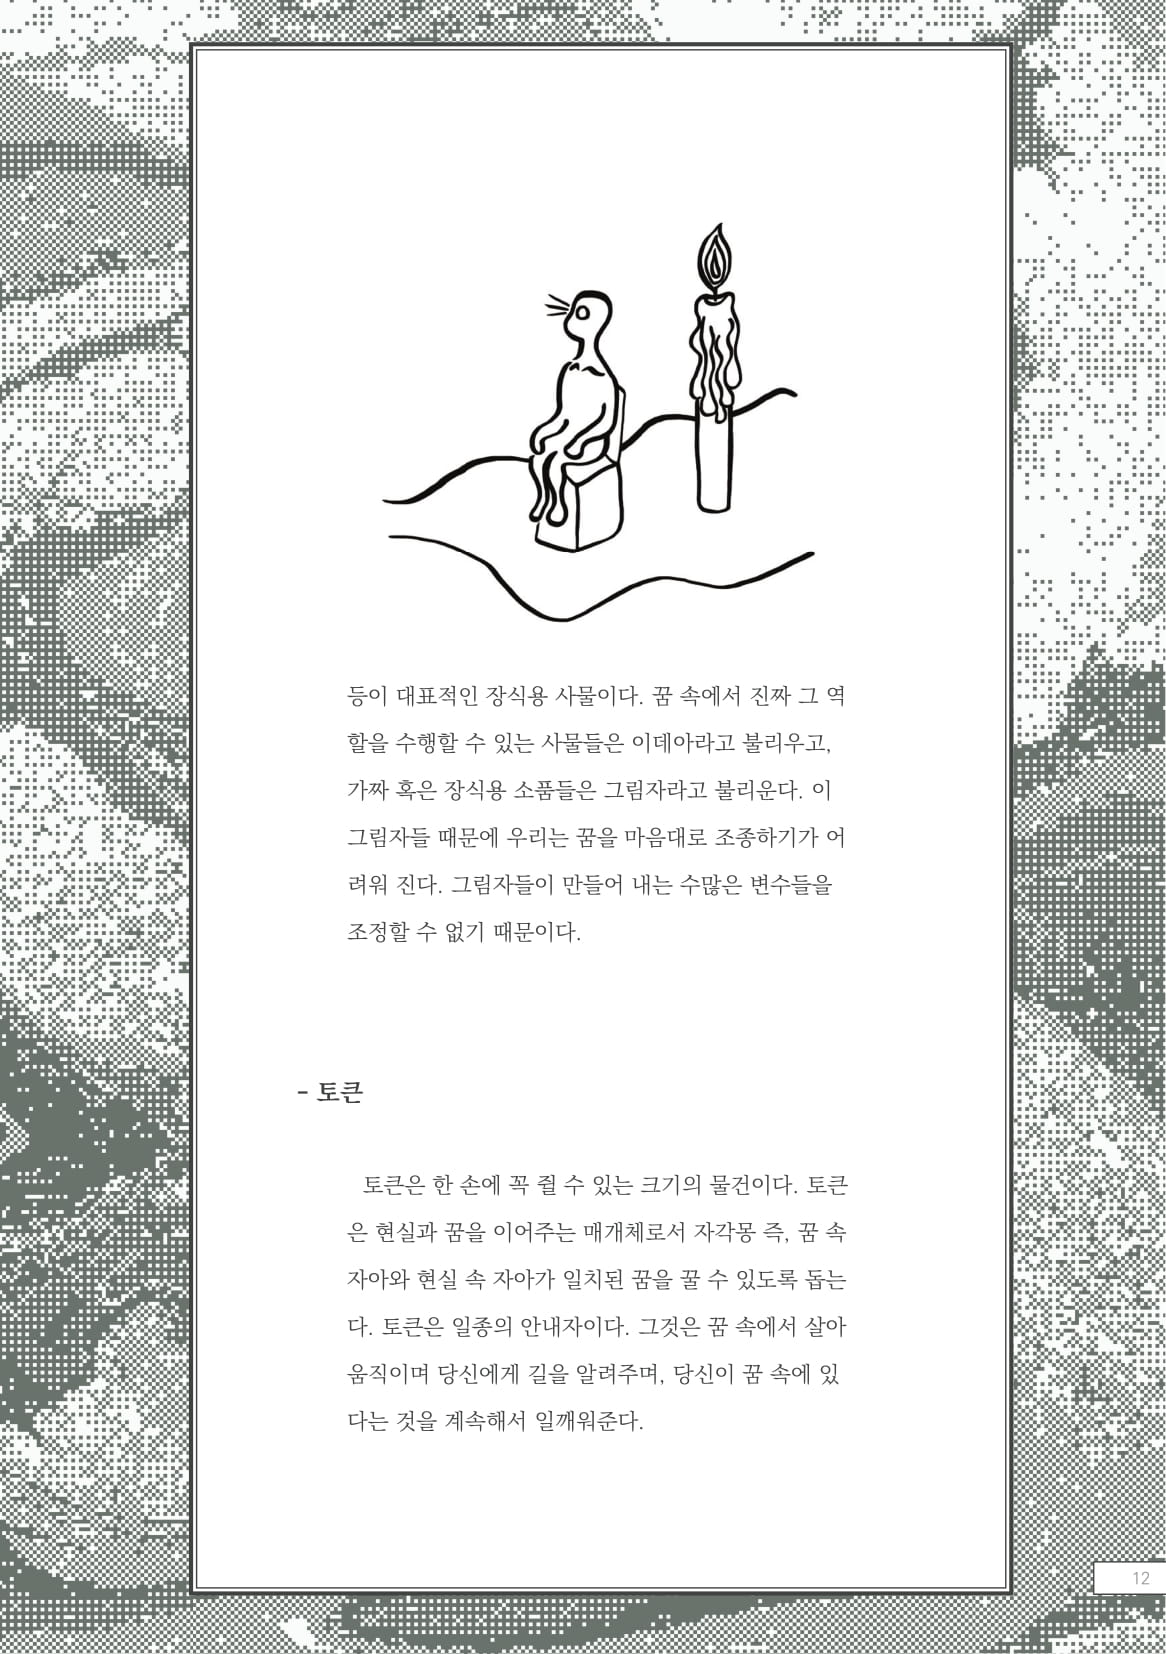 등이 대표적인 장식용 사물이다. 꿈 속에서 진짜 그 역
할을 수행할 수 있는 사물들은 이데아라고 불리우고,
가짜 혹은 장식용 소품들은 그림자라고 불리운다. 이
그림자들 때문에 우리는 꿈을 마음대로 조종하기가 어
려워 진다. 그림자들이 만들어 내는 수많은 변수들을
조정할 수 없기 때문이다.
- 토큰
토큰은 한 손에 꼭 쥘 수 있는 크기의 물건이다. 토큰
은 현실과 꿈을 이어주는 매개체로서 자각몽 즉, 꿈 속
자아와 현실 속 자아가 일치된 꿈을 꿀 수 있도록 돕는
다. 토큰은 일종의 안내자이다. 그것은 꿈 속에서 살아
움직이며 당신에게 길을 알려주며, 당신이 꿈 속에 있
다는 것을 계속해서 일깨워준다.
12